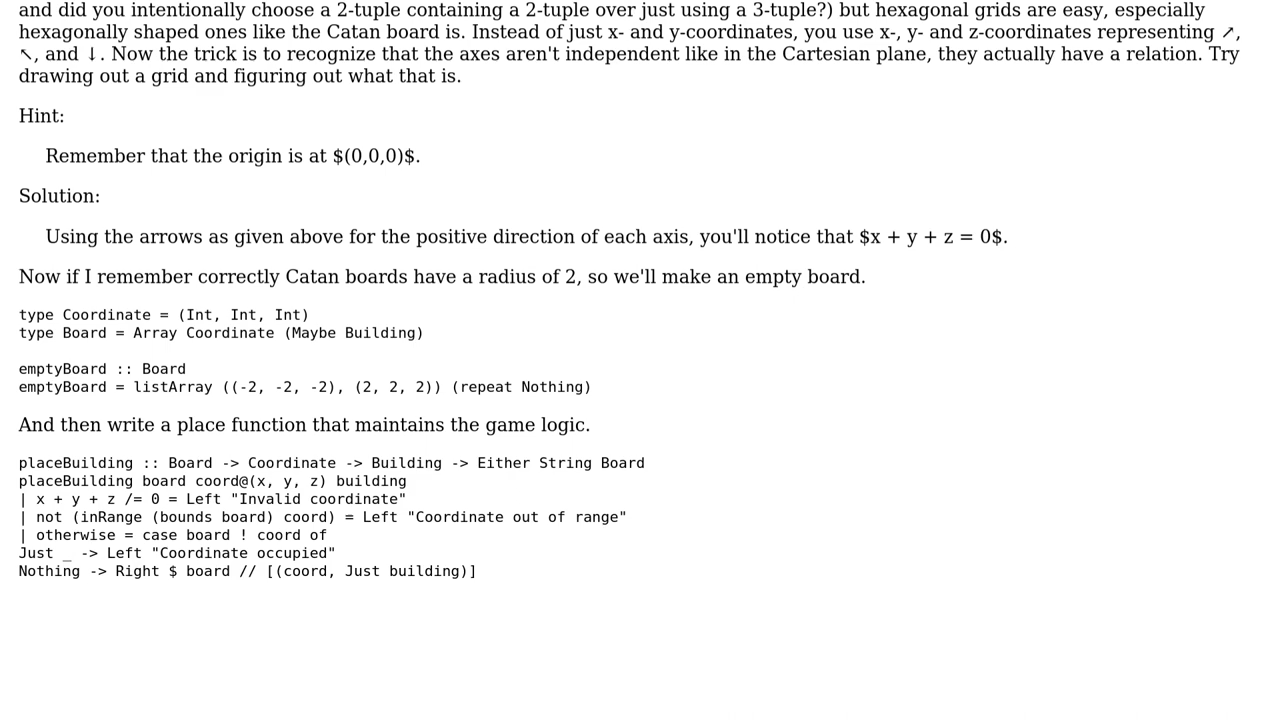 and did you intentionally choose a 2-tuple containing a 2-tuple over just using a 3-tuple?) but hexagonal grids are easy, especially
hexagonally shaped ones like the Catan board is. Instead of just x- and y-coordinates, you use x-, y- and z-coordinates representing ↗,
↖, and ↓. Now the trick is to recognize that the axes aren't independent like in the Cartesian plane, they actually have a relation. Try
drawing out a grid and figuring out what that is.
Hint:
Remember that the origin is at $(0,0,0)$.
Solution:
Using the arrows as given above for the positive direction of each axis, you'll notice that $x + y + z = 0$.
Now if I remember correctly Catan boards have a radius of 2, so we'll make an empty board.
type Coordinate = (Int, Int, Int)
type Board = Array Coordinate (Maybe Building)
emptyBoard :: Board
emptyBoard = listArray ((-2, -2, -2), (2, 2, 2)) (repeat Nothing)
And then write a place function that maintains the game logic.
placeBuilding :: Board -> Coordinate -> Building -> Either String Board
placeBuilding board coord@(x, y, z) building
| x + y + z /= 0 = Left "Invalid coordinate"
| not (inRange (bounds board) coord) = Left "Coordinate out of range"
| otherwise = case board ! coord of
Just _ -> Left "Coordinate occupied"
Nothing -> Right $ board // [(coord, Just building)]